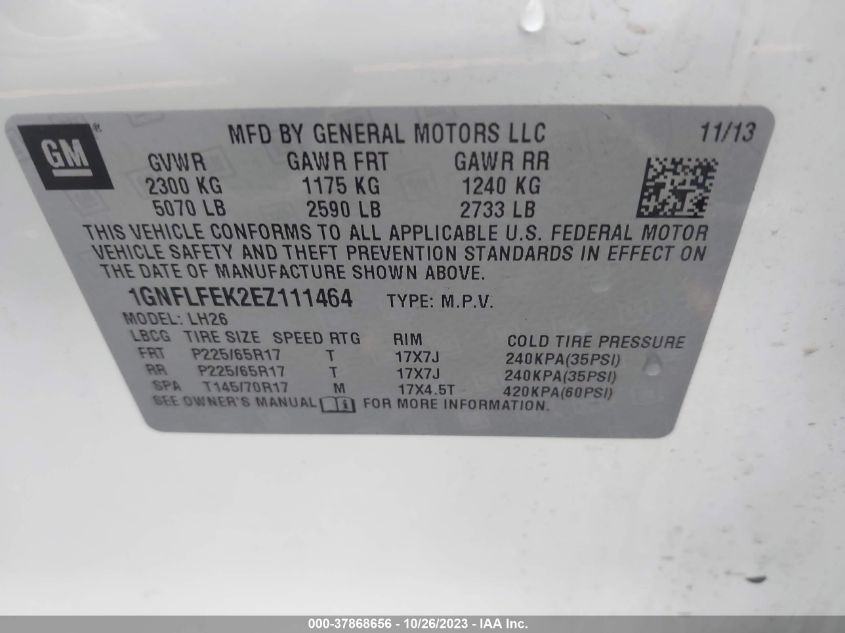 GM®
MFD BY GENERAL MOTORS LLC 11/13
GVWR GAWR FRT GAWR RR
2300 KG 1175 KG 1240 KG
5070 LB 2590 LB 2733 LB
THIS VEHICLE CONFORMS TO ALL APPLICABLE U.S. FEDERAL MOTOR
VEHICLE SAFETY AND THEFT PREVENTION STANDARDS IN EFFECT ON
THE DATE OF MANUFACTURE SHOWN ABOVE.
1GNFLFEK2EZ111464 TYPE: M.P.V.
MODEL: LH26
LBCG TIRE SIZE SPEED RTG RIM COLD TIRE PRESSURE
FRT P225/65R17 T 17X7J 240KPA(35PSI)
RR P225/65R17 T 17X7J 240KPA(35PSI)
SPA T145/70R17 M 17X4.5T 420KPA(60PSI)
SEE OWNER'S MANUAL FOR MORE INFORMATION.
000-37868656 - 10/26/2023 - IAA Inc.